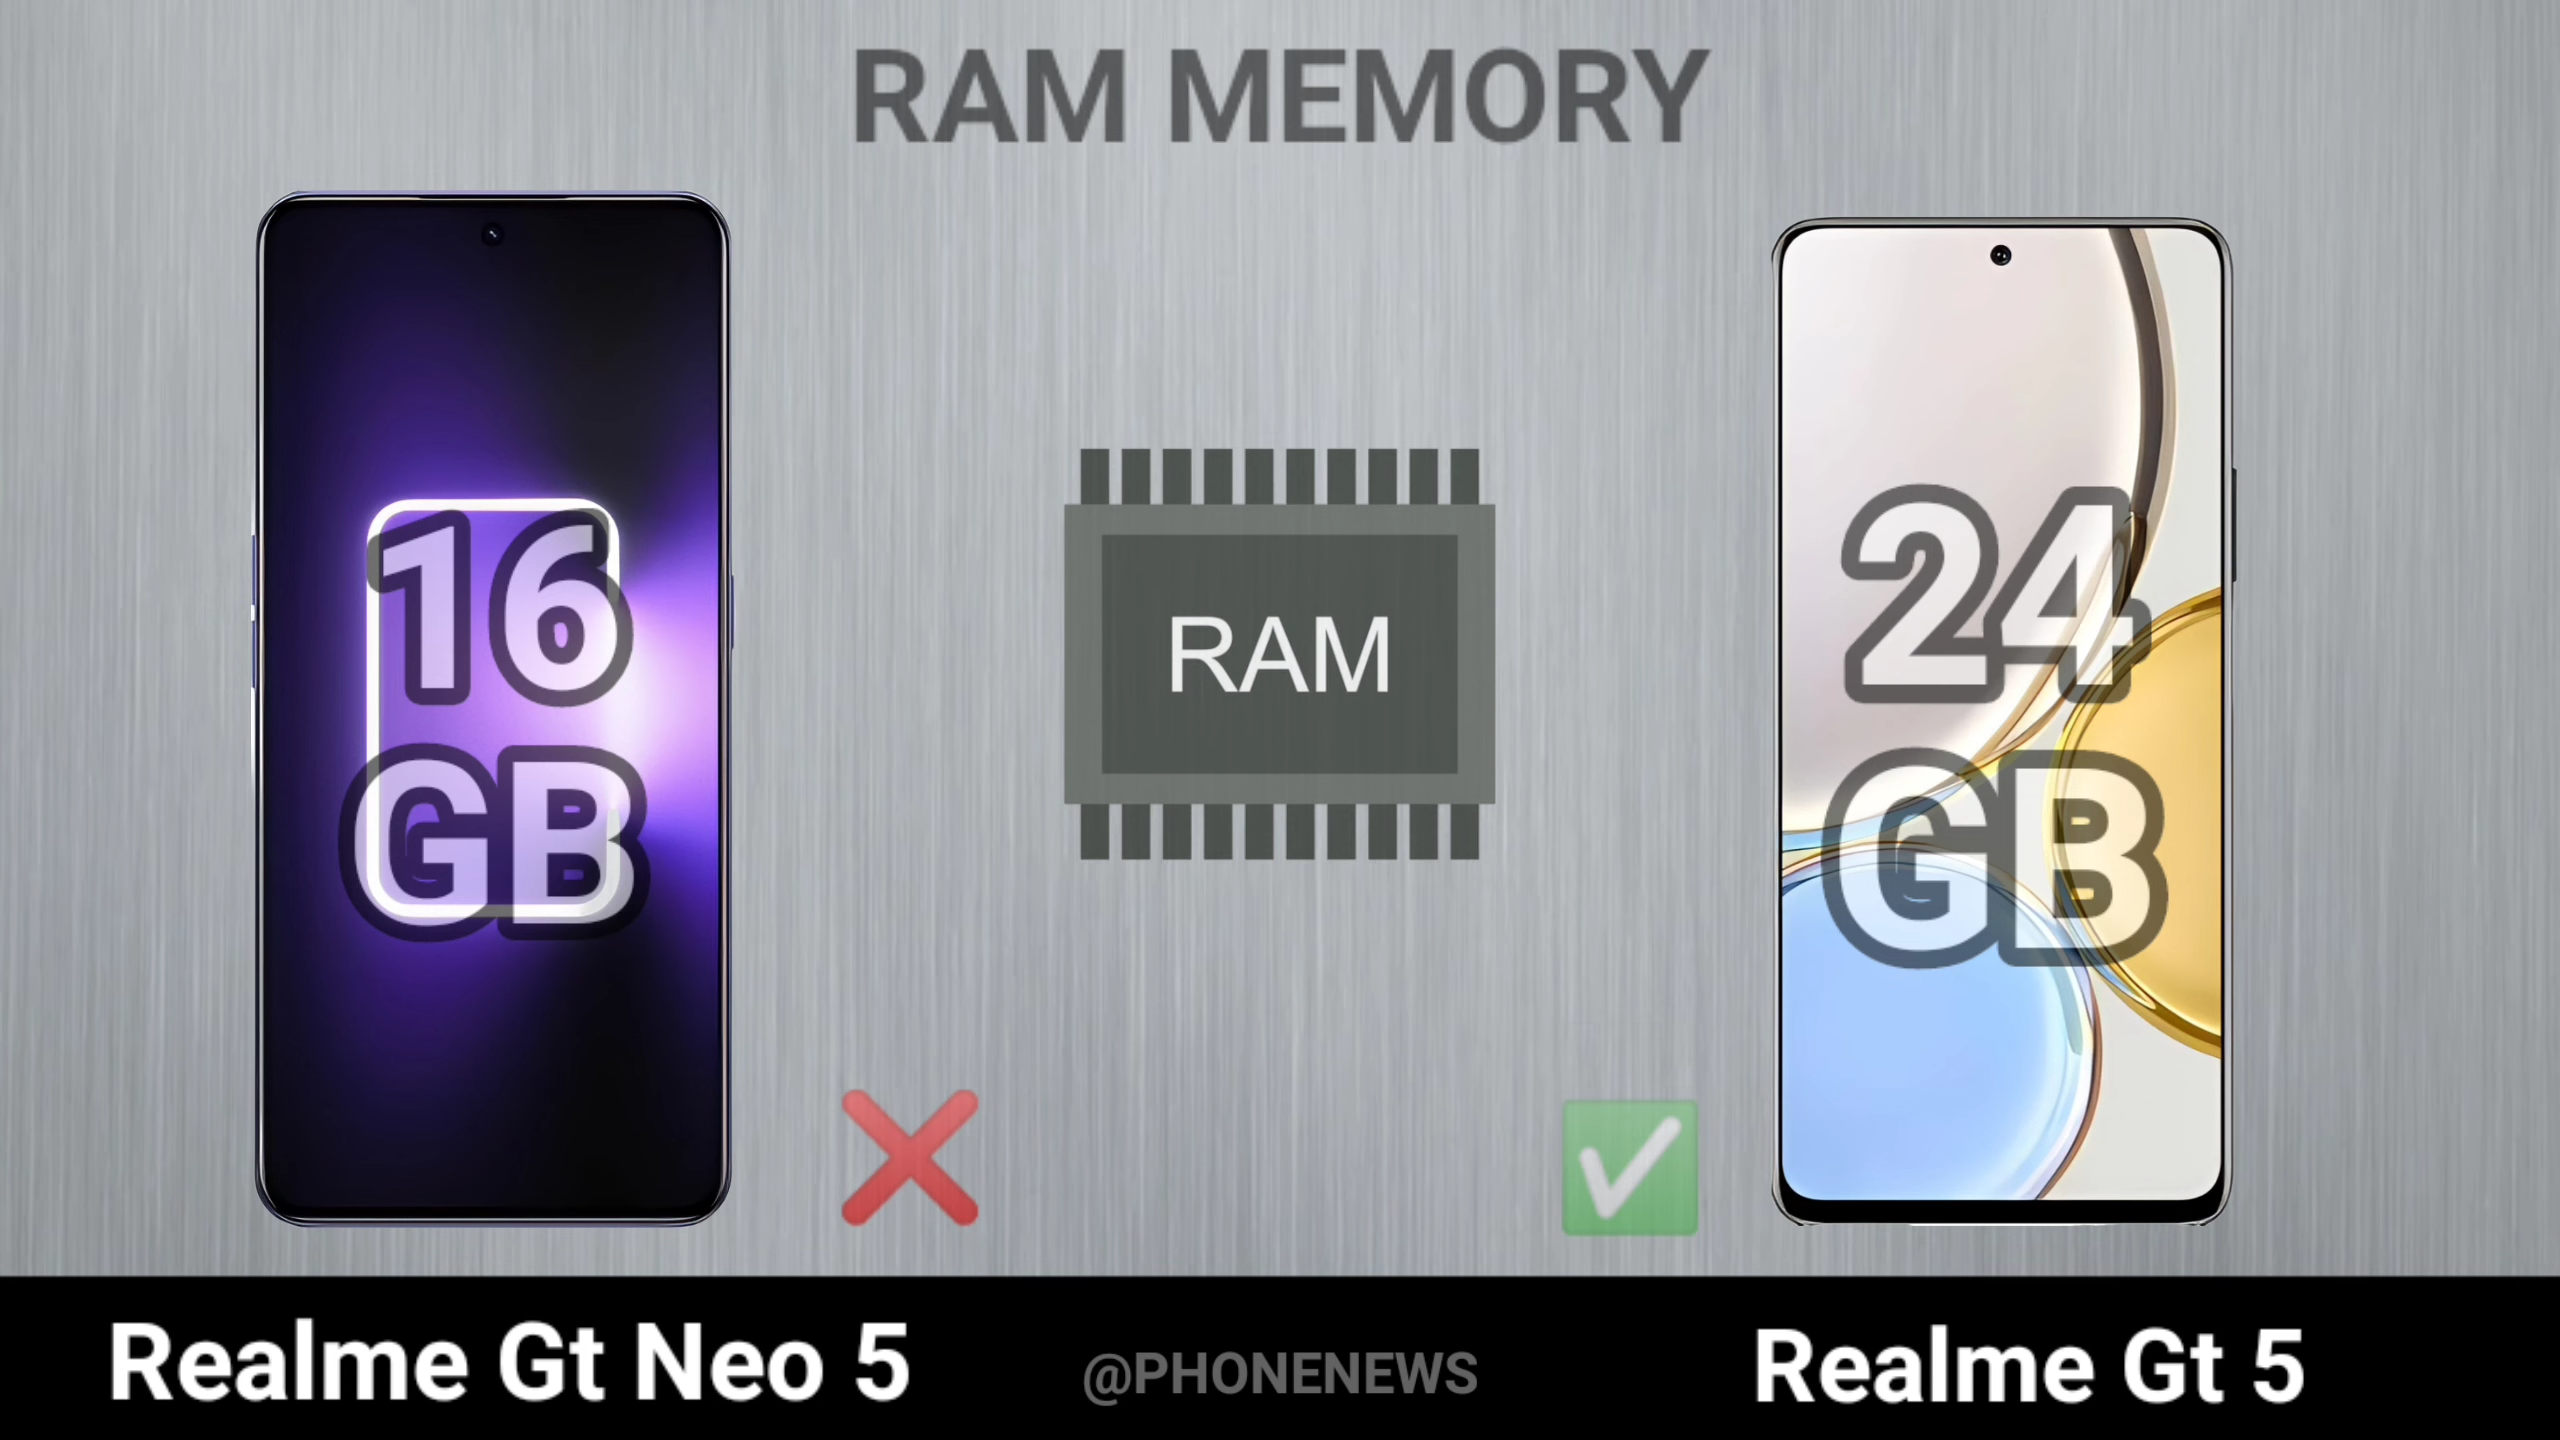 RAM MEMORY
16
GB
RAM
24
GB
Realme Gt Neo 5
@PHONENEWS
Realme Gt 5